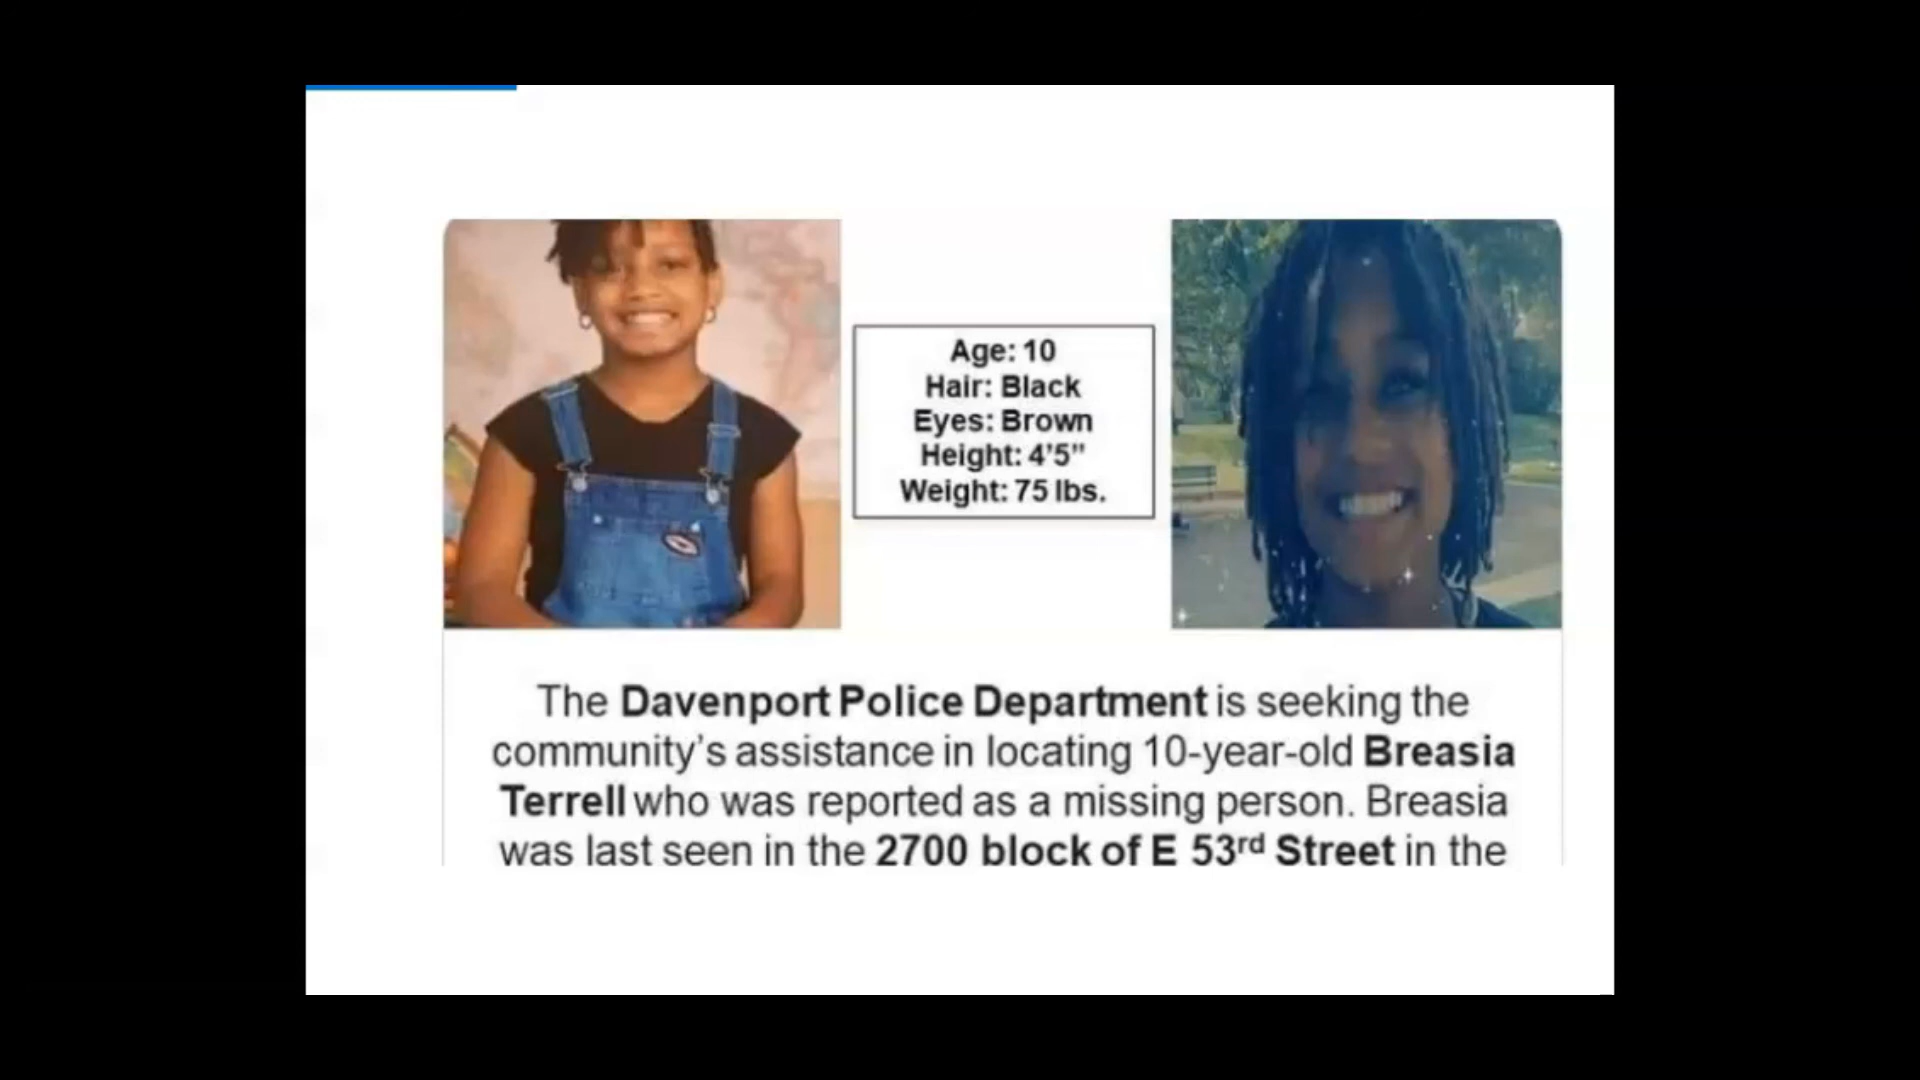 Age: 10
Hair: Black
Eyes: Brown
Height: 4’5”
Weight: 75 lbs.
The Davenport Police Department is seeking the
community’s assistance in locating 10-year-old Breasia
Terrell who was reported as a missing person. Breasia
was last seen in the 2700 block of E 53rd Street in the